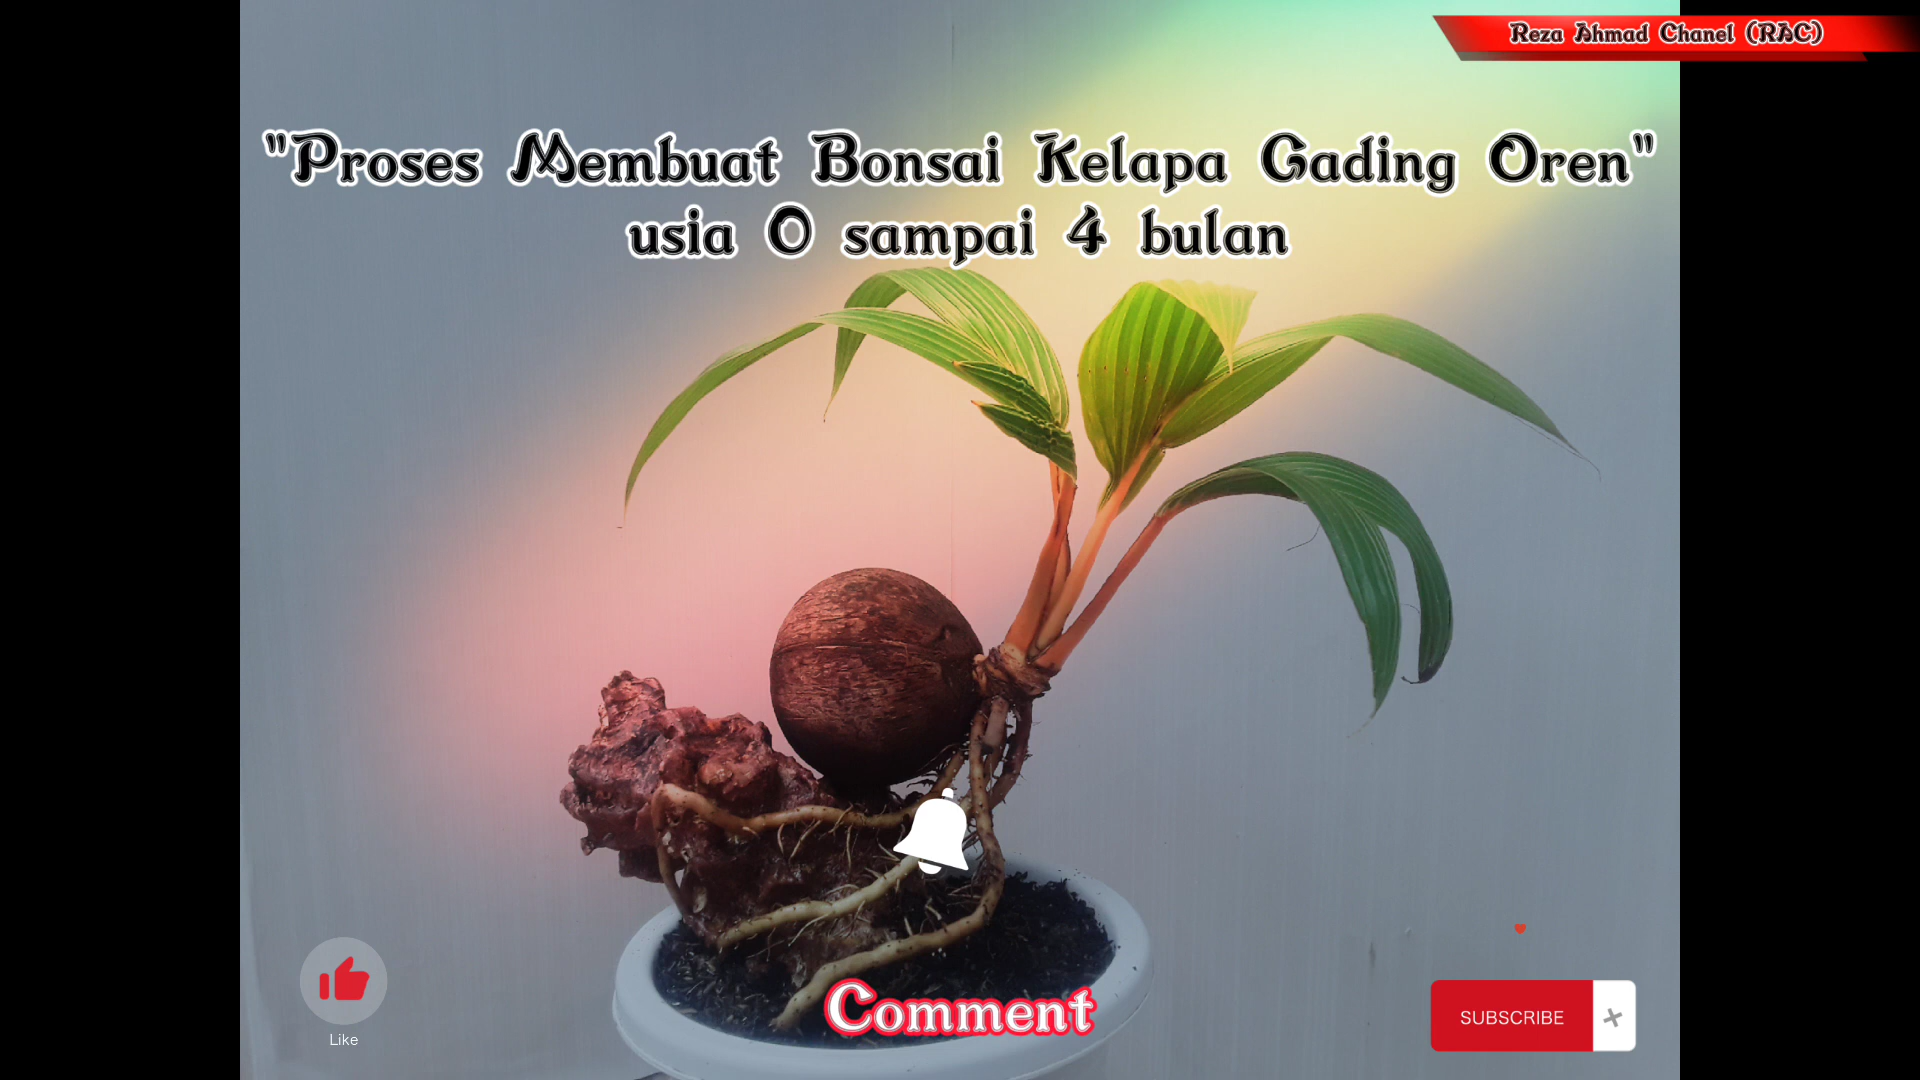 Reza Ahmad Chanel (RAC)
"Proses Membuat Bonsai Kelapa Gading Oren"
usia 0 sampai 4 bulan
Comment
Like
SUBSCRIBE